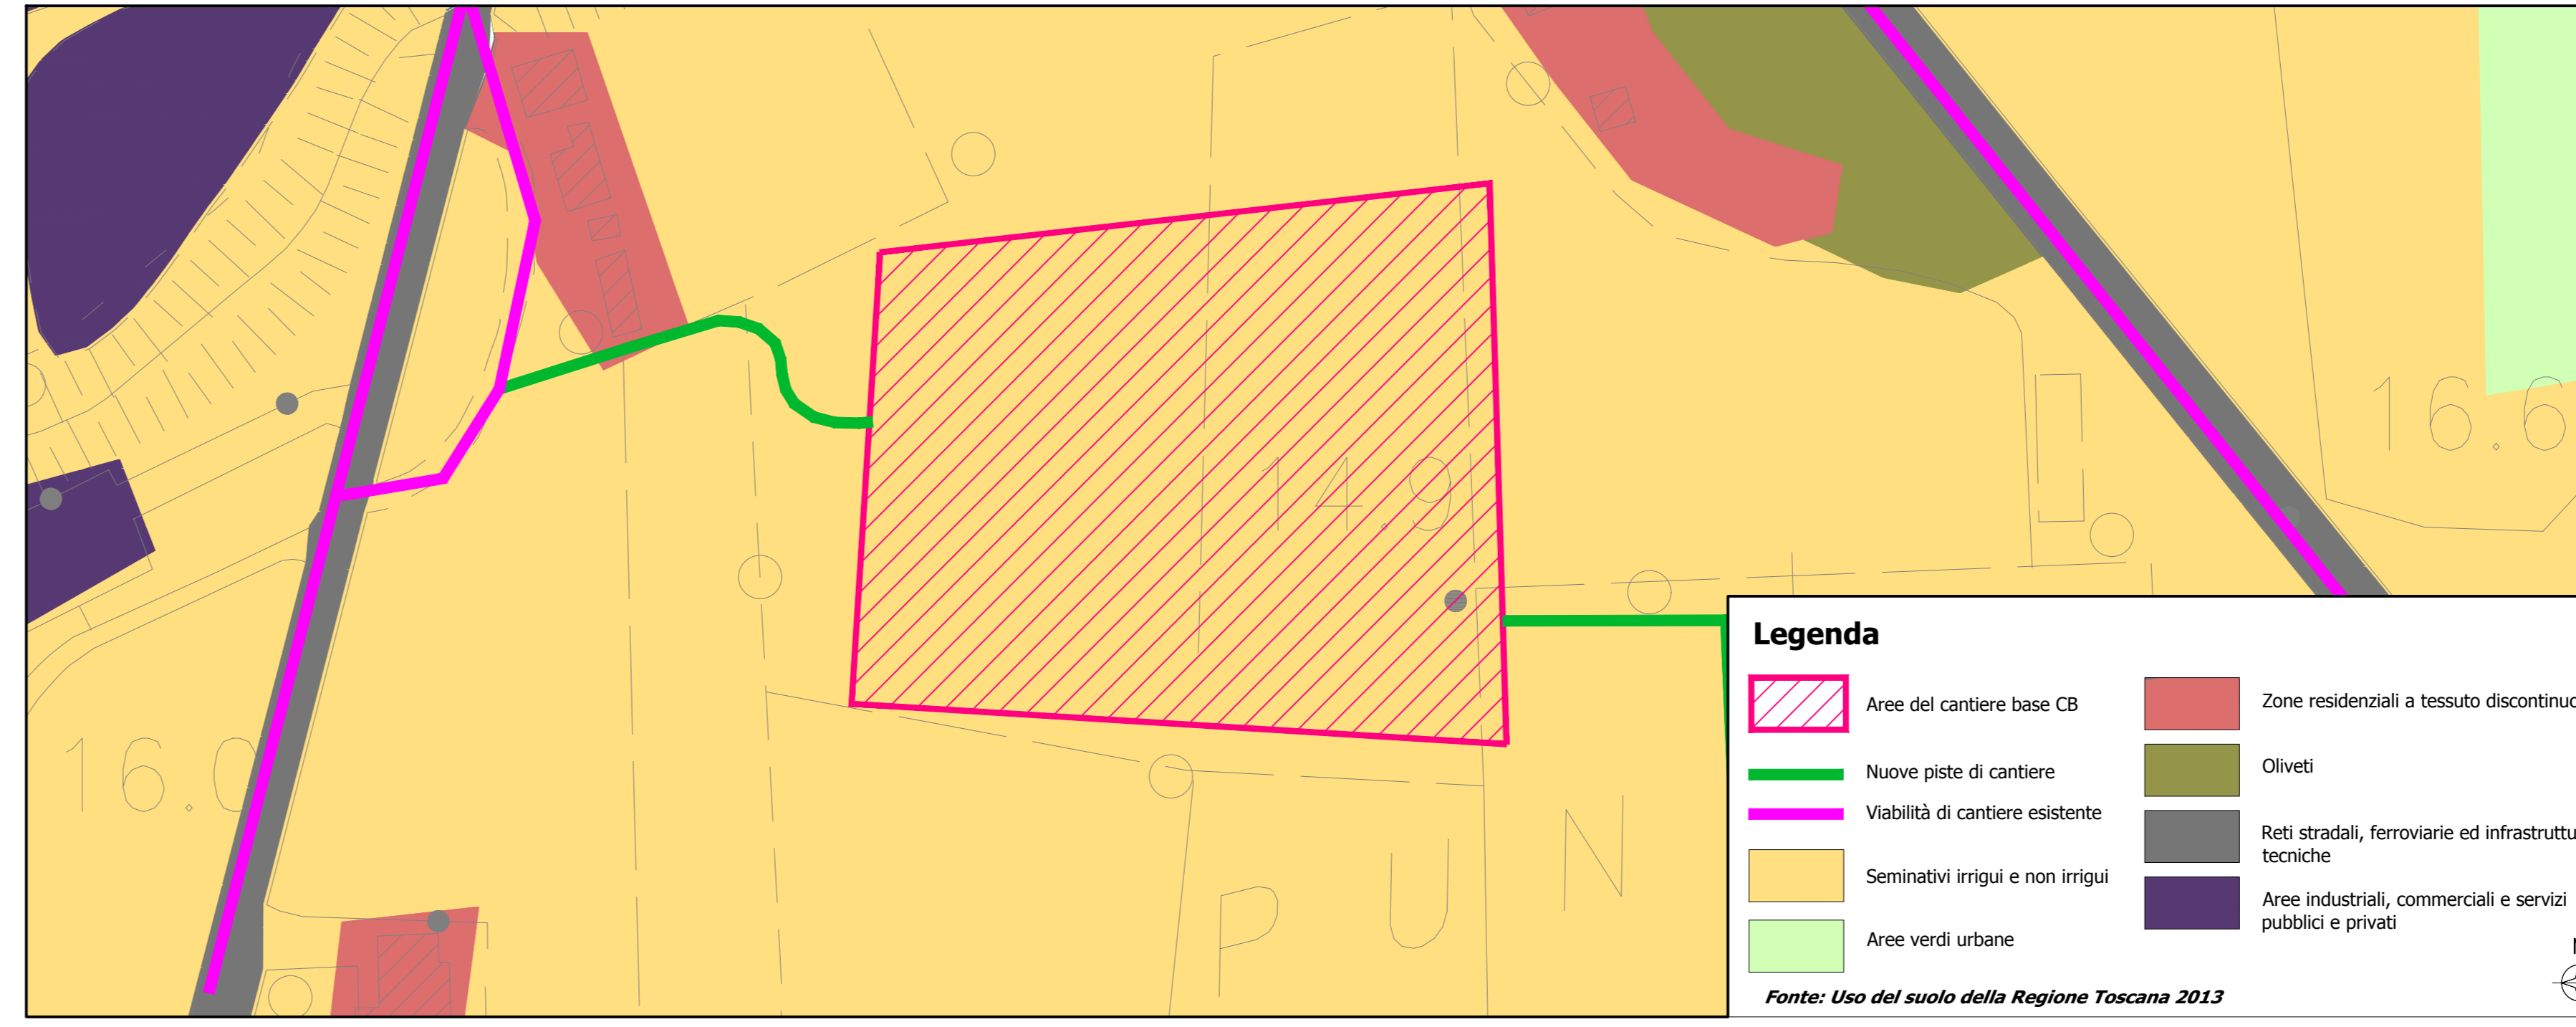 16.6
14.9
16.0
P U N
Legenda
Aree del cantiere base CB
Nuove piste di cantiere
Viabilità di cantiere esistente
Seminativi irrigui e non irrigui
Aree verdi urbane
Zone residenziali a tessuto discontinuo
Oliveti
Reti stradali, ferroviarie ed
tecniche
Aree industriali, commerciali e servizi
pubblici e privati
Fonte: Uso del suolo della Regione Toscana 2013